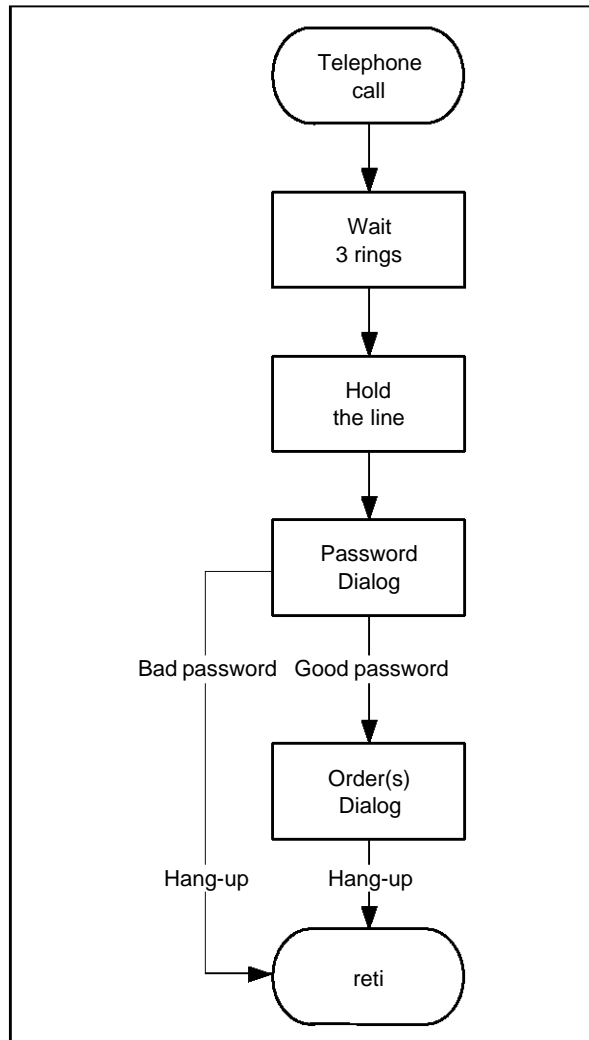 Telephone
call
Wait
3 rings
Hold
the line
Password
Dialog
Bad password
Good password
Order(s)
Dialog
Hang-up
Hang-up
reti